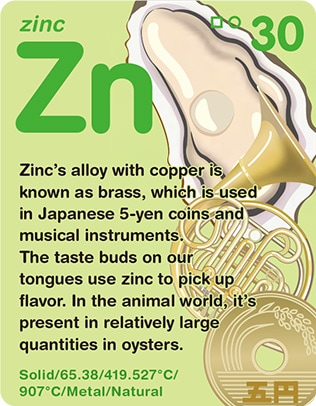 zinc
30
Zn
Zinc's alloy with copper is
known as brass, which is used
in Japanese 5-yen coins and
musical instruments.
The taste buds on our
tongues use zinc to pick up
flavor. In the animal world, it's
present in relatively large
quantities in oysters.
Solid/65.38/419.527°C/
907°C/Metal/Natural
五円